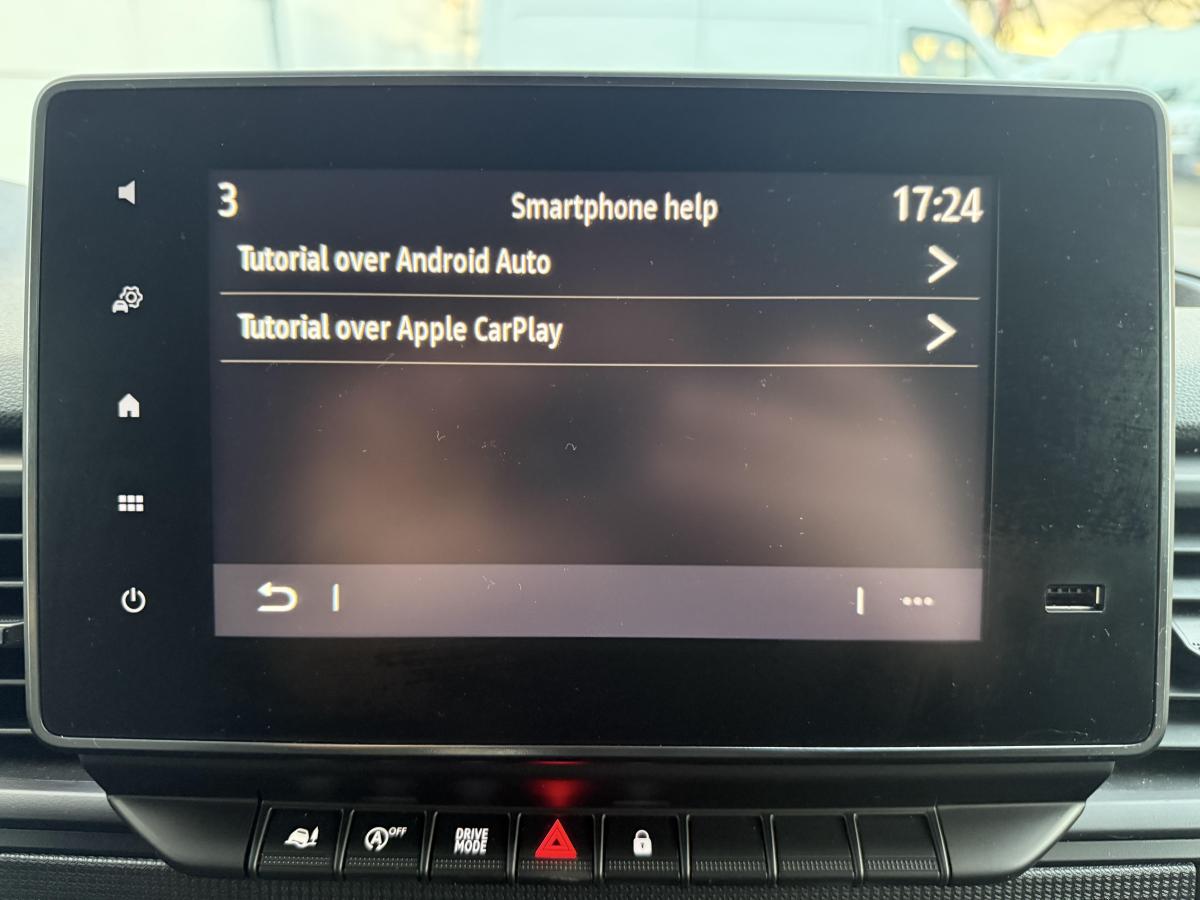 3 Smartphone help 17:24
Tutorial over Android Auto
Tutorial over Apple CarPlay
A OFF
DRIVE
MODE